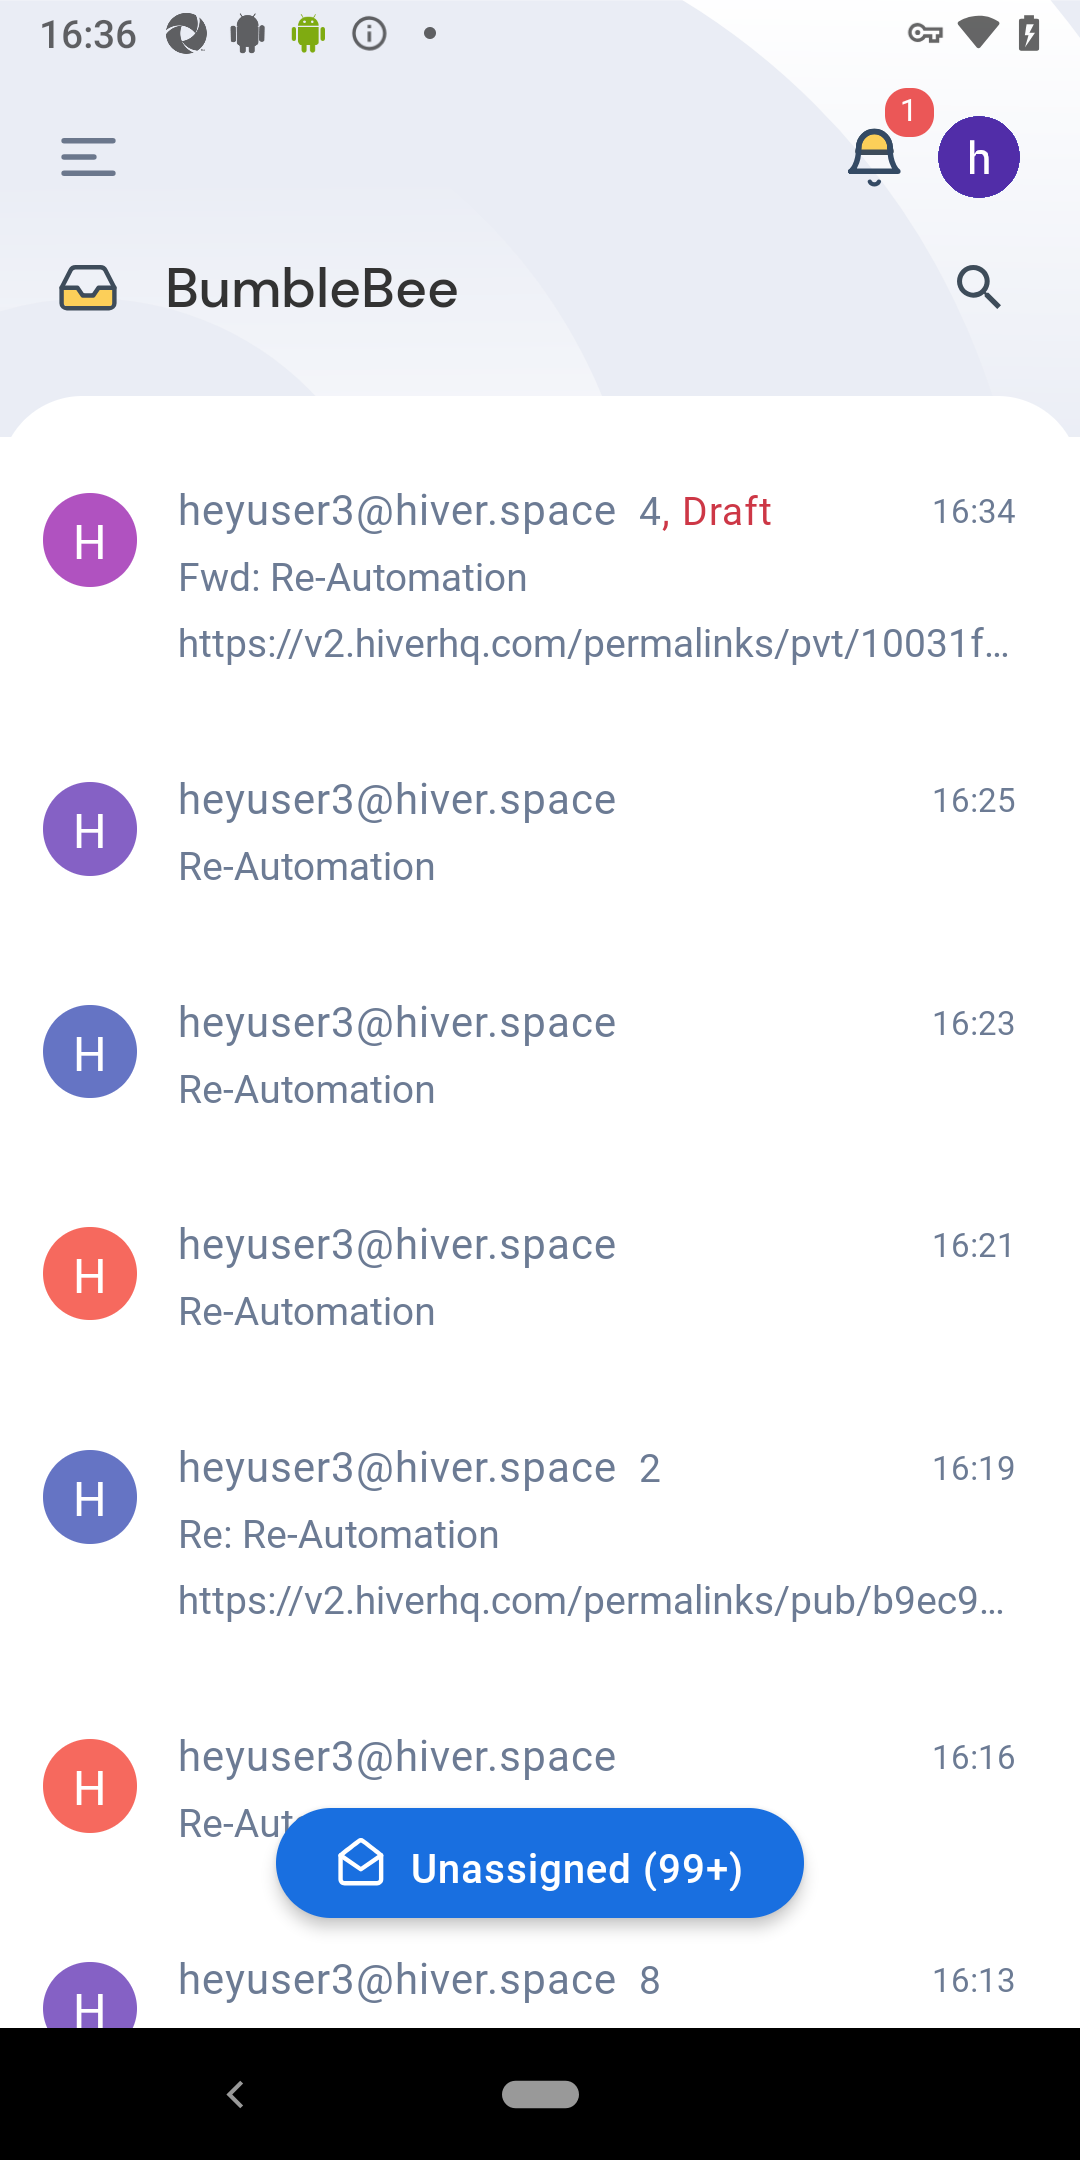 16:36
1
h
BumbleBee
H
heyuser3@hiver.space 4, Draft 16:34
Fwd: Re-Automation
https://v2.hiverhq.com/permalinks/pvt/10031f…
H
heyuser3@hiver.space 16:25
Re-Automation
H
heyuser3@hiver.space 16:23
Re-Automation
H
heyuser3@hiver.space 16:21
Re-Automation
H
heyuser3@hiver.space 2 16:19
Re: Re-Automation
https://v2.hiverhq.com/permalinks/pub/b9ec9…
H
heyuser3@hiver.space 16:16
Re-Aut
Unassigned (99+)
H
heyuser3@hiver.space 8 16:13